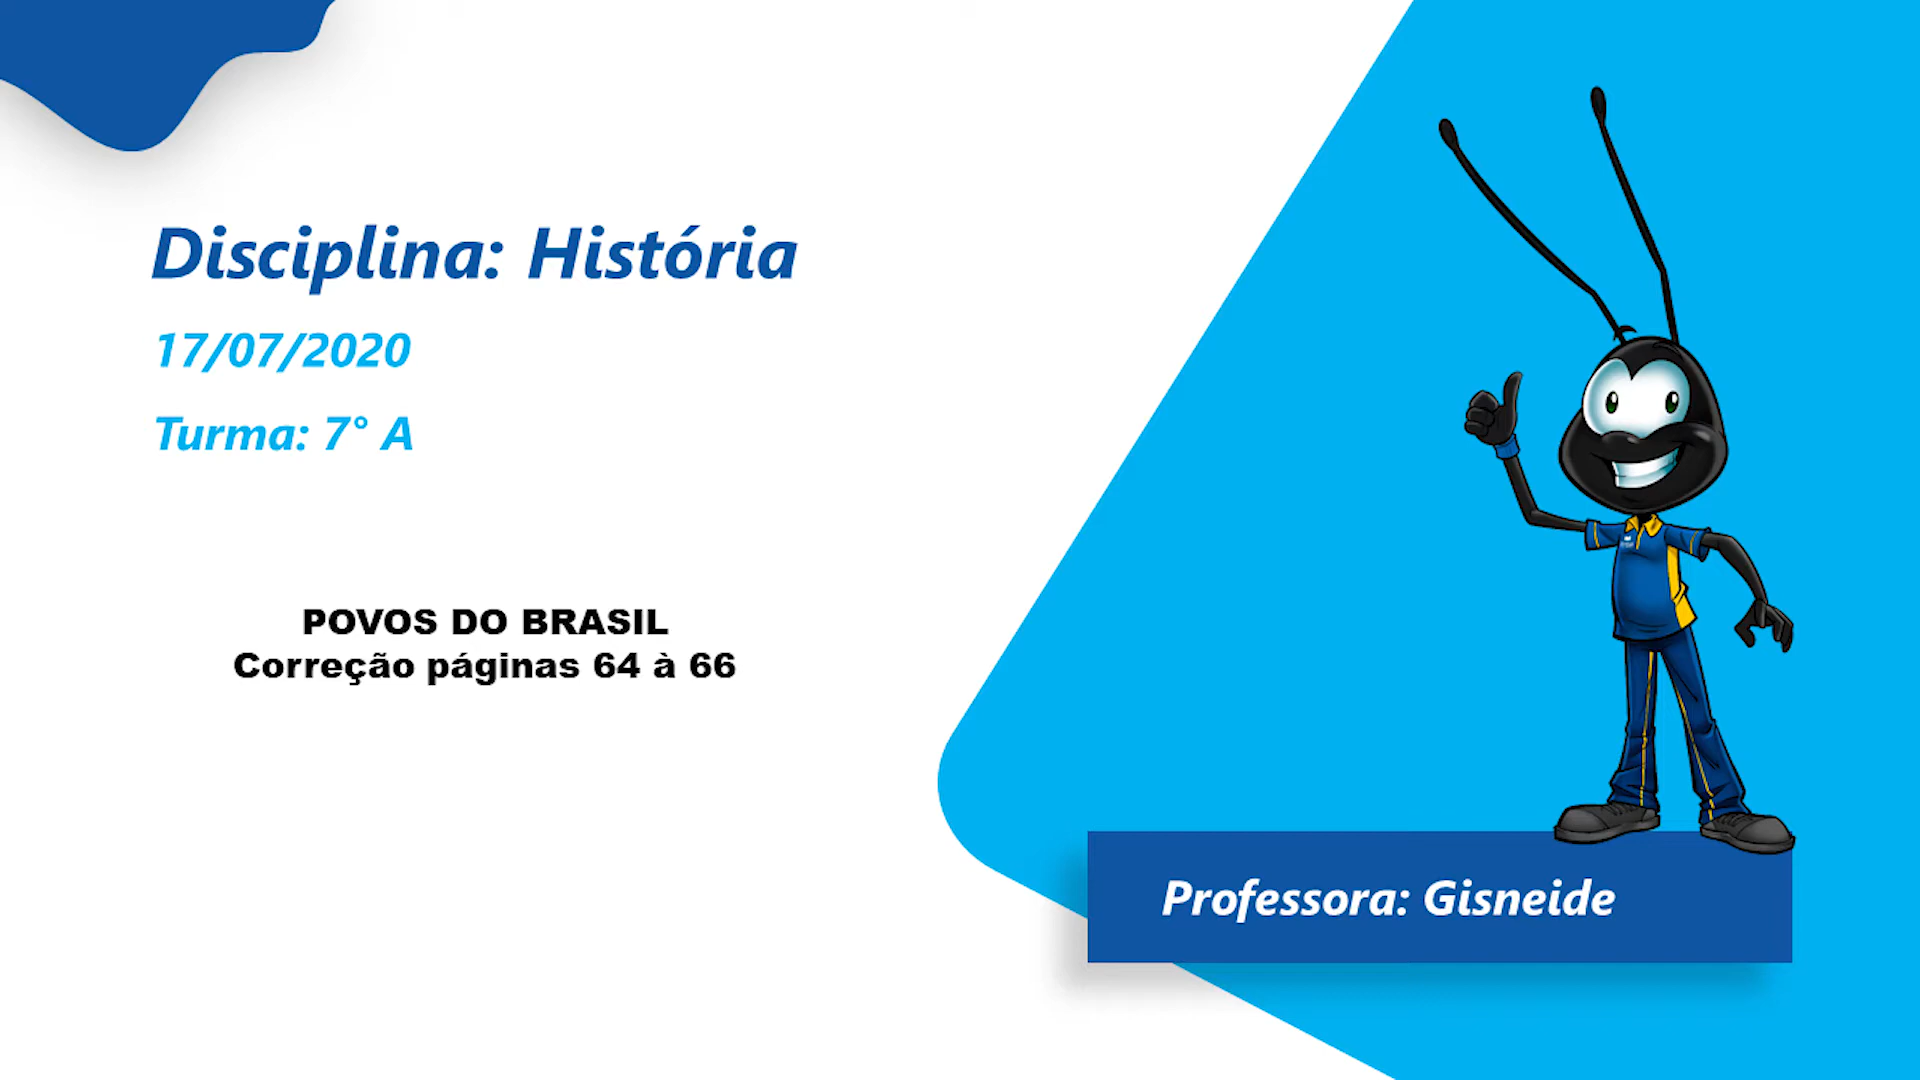 Disciplina: História
17/07/2020
Turma: 7° A
POVOS DO BRASIL
Correção páginas 64 à 66
Professora: Gisneide